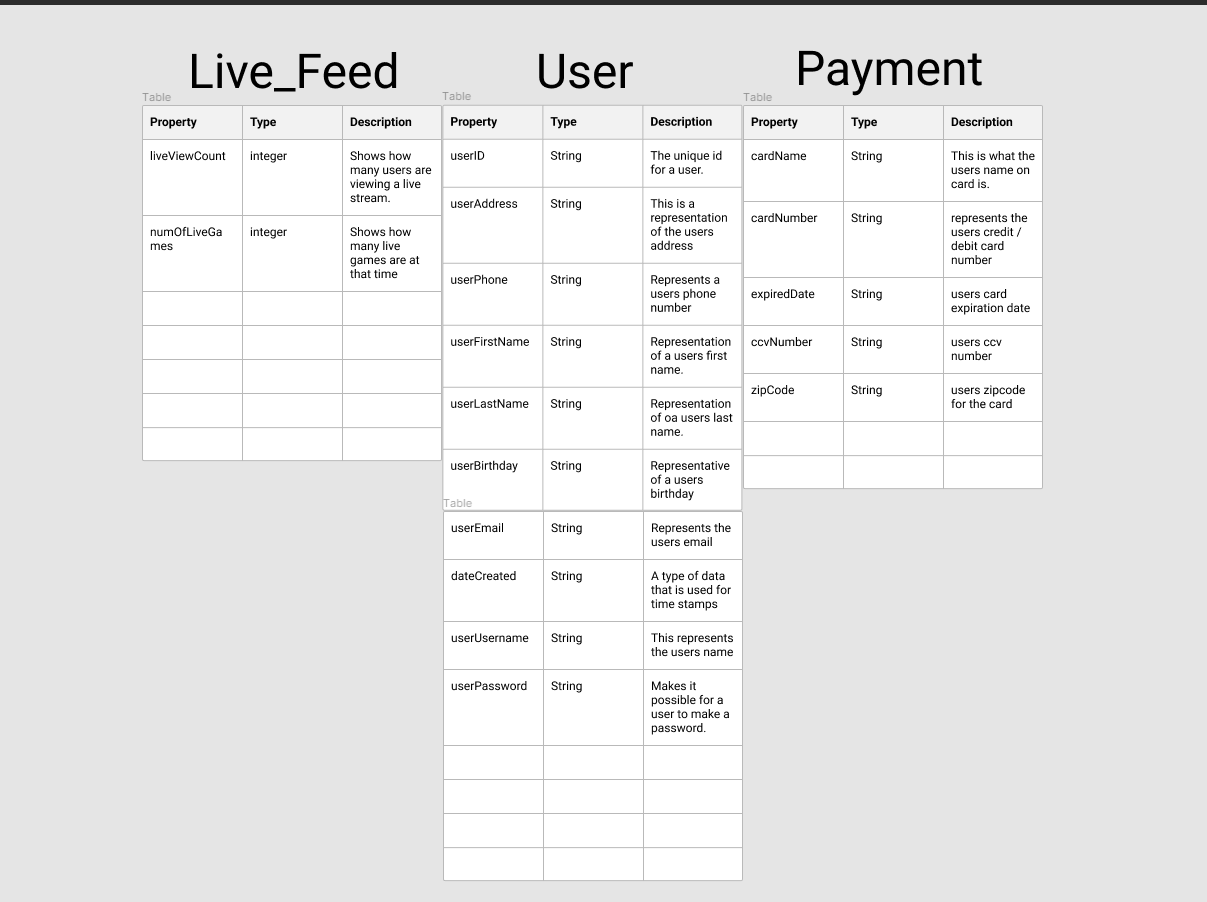 Live_Feed
Table
Property Type Description
liveViewCount integer Shows how
many users are
viewing a live
stream.
numOfLiveGa integer Shows how
mes many live
games are at
that time
User
Table
Property Type Description
userID String The unique id
for a user.
userAddress String This is a
representation
of the users
address
userPhone String Represents a
users phone
number
userFirstName String Representation
of a users first
name.
userLastName String Representation
of oa users last
name.
userBirthday String Representative
of a users
birthday
Table
userEmail String Represents the
users email
dateCreated String A type of data
that is used for
time stamps
userUsername String This represents
the users name
userPassword String Makes it
possible for a
user to make a
password.
Payment
Table
Property Type Description
cardName String This is what the
users name on
card is.
cardNumber String represents the
users credit /
debit card
number
expiredDate String users card
expiration date
ccvNumber String users ccv
number
zipCode String users zipcode
for the card